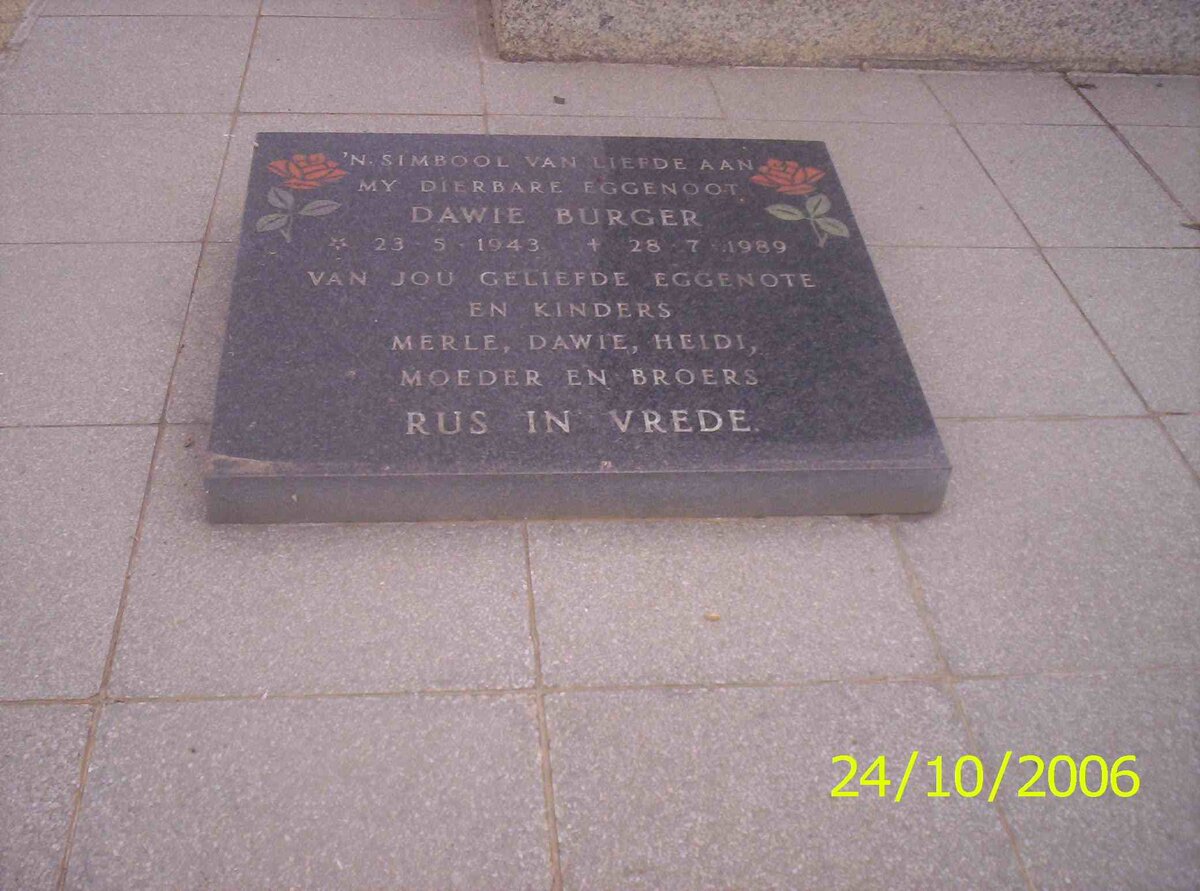 'N. SIMBOOL VAN LIEFDE AAN
MY DIERBARE EGGENOOT
DAWIE BURGER
* 23 · 5 · 1943 † 28 · 7 · 1989
VAN JOU GELIEFDE EGGENOTE
EN KINDERS
MERLE, DAWIE, HEIDI,
MOEDER EN BROERS
RUS IN VREDE.
24/10/2006